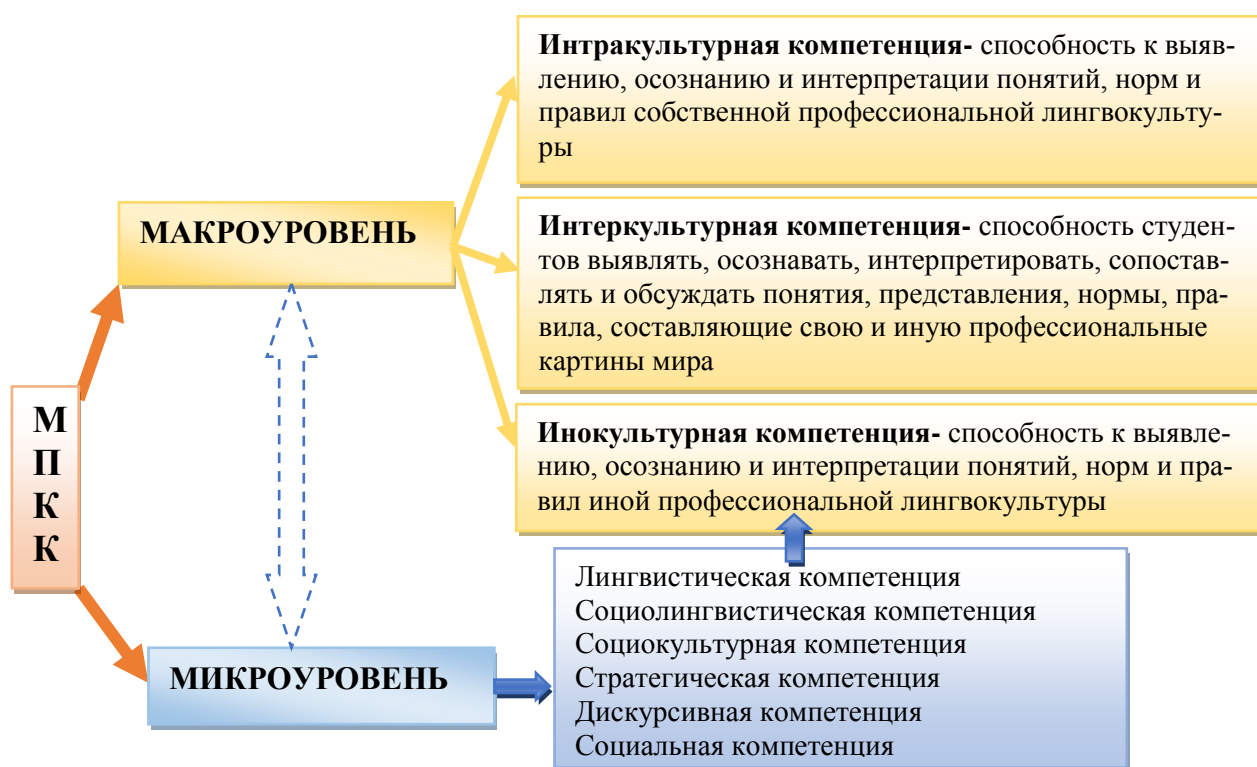 Интракультурная компетенция- способность к выяв-
лению, осознанию и интерпретации понятий, норм и
правил собственной профессиональной лингвокульту-
ры
МАКРОУРОВЕНЬ
Интеркультурная компетенция- способность студен-
тов выявлять, осознавать, интерпретировать, сопостав-
лять и обсуждать понятия, представления, нормы, пра-
вила, составляющие свою и иную профессиональные
картины мира
М
П
К
К
Инокультурная компетенция- способность к выявле-
нию, осознанию и интерпретации понятий, норм и пра-
вил иной профессиональной лингвокультуры
МИКРОУРОВЕНЬ
Лингвистическая компетенция
Социолингвистическая компетенция
Социокультурная компетенция
Стратегическая компетенция
Дискурсивная компетенция
Социальная компетенция